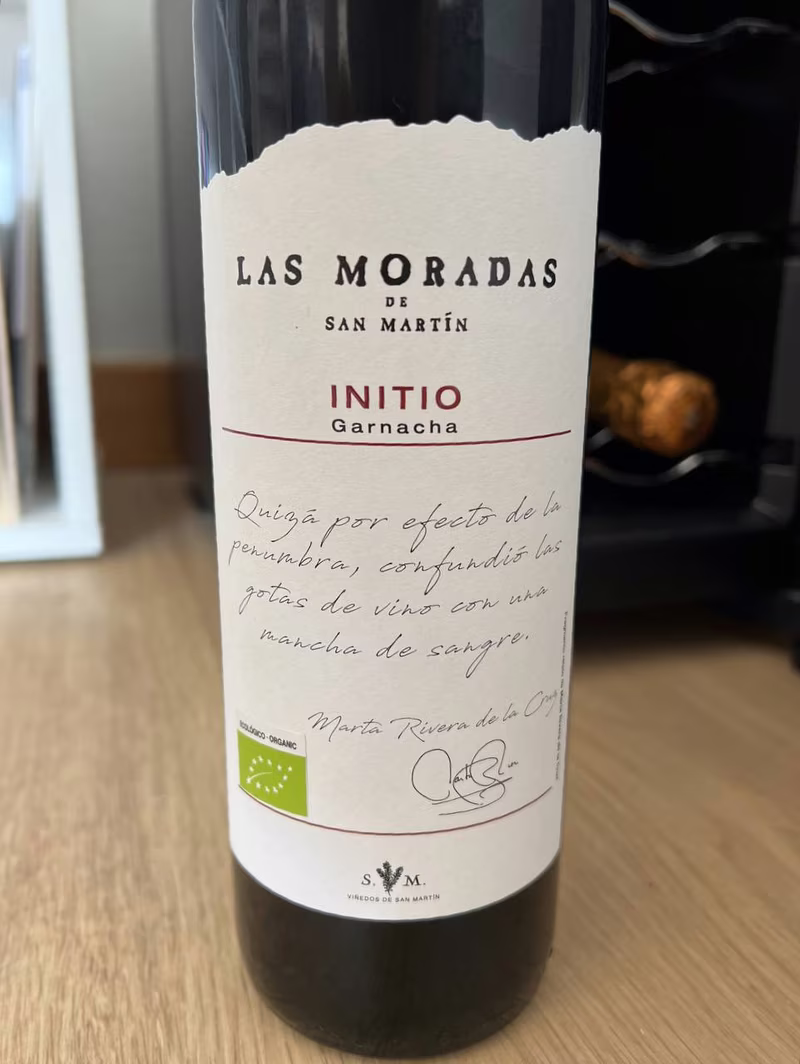 LAS MORADAS
DE
SAN MARTÍN
INITIO
Garnacha
Quizá por efecto de la
penumbra, confundió las
gotas de vino con una
mancha de sangre.
Marta Rivera de la Cruz
ECOLÓGICO - ORGANIC
S. M.
VIÑEDOS DE SAN MARTÍN